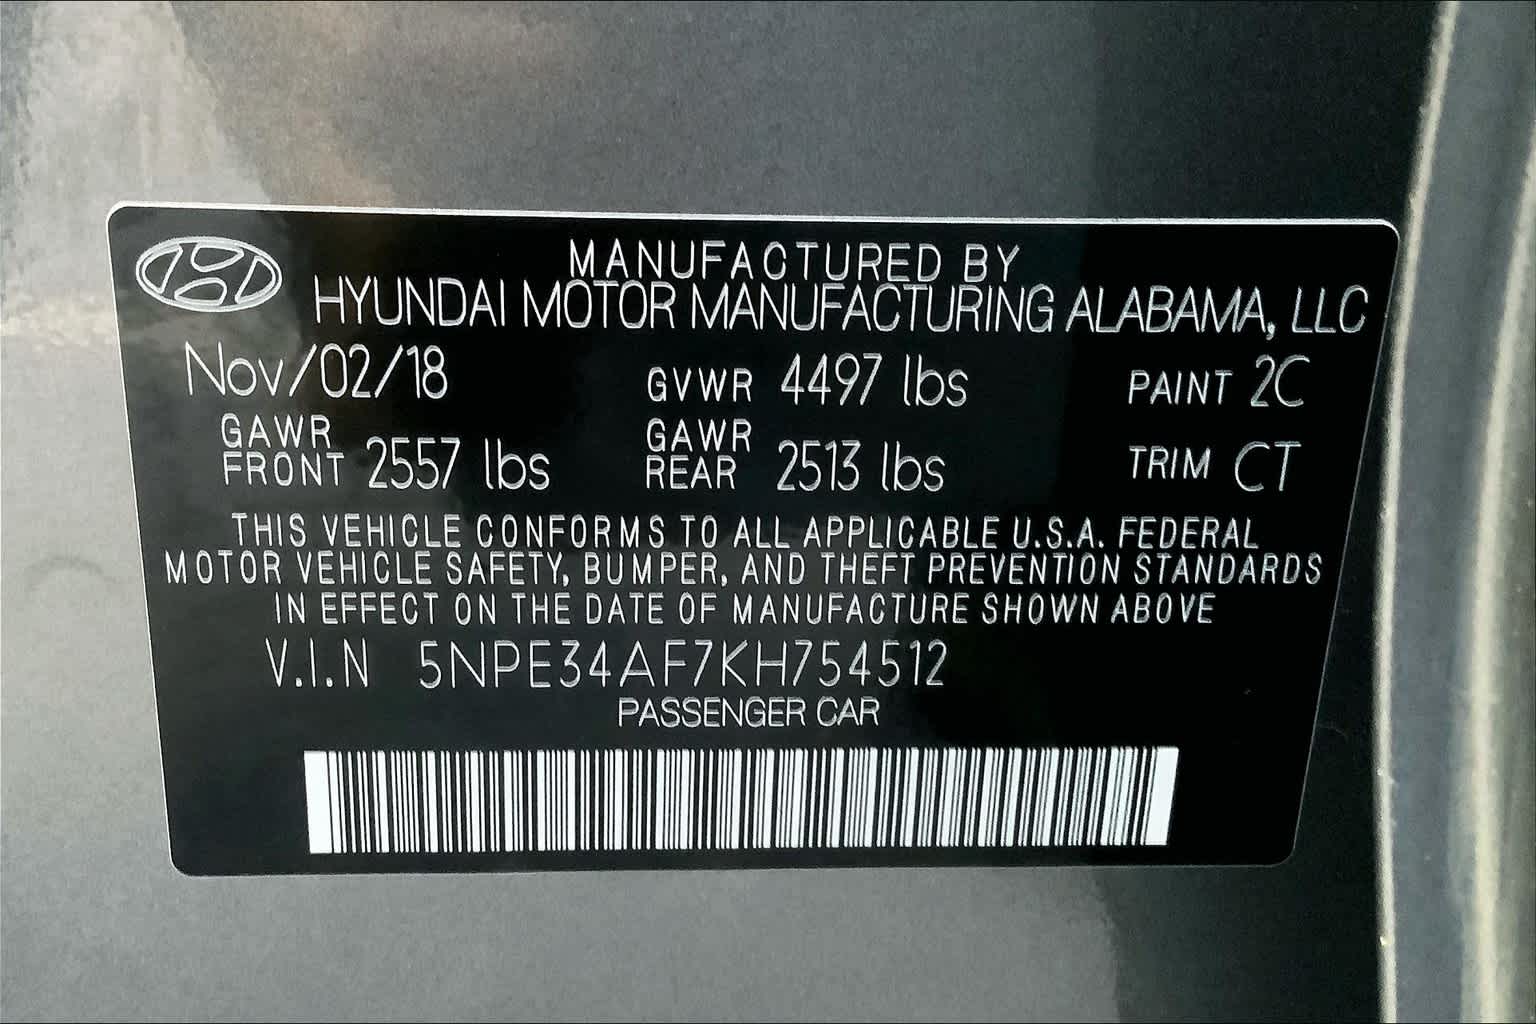 MANUFACTURED BY
HYUNDAI MOTOR MANUFACTURING ALABAMA, LLC
Nov/02/18 GVWR 4497 lbs PAINT 2C
GAWR FRONT 2557 lbs GAWR REAR 2513 lbs TRIM CT
THIS VEHICLE CONFORMS TO ALL APPLICABLE U.S.A. FEDERAL
MOTOR VEHICLE SAFETY, BUMPER, AND THEFT PREVENTION STANDARDS
IN EFFECT ON THE DATE OF MANUFACTURE SHOWN ABOVE
V.I.N 5NPE34AF7KH754512
PASSENGER CAR